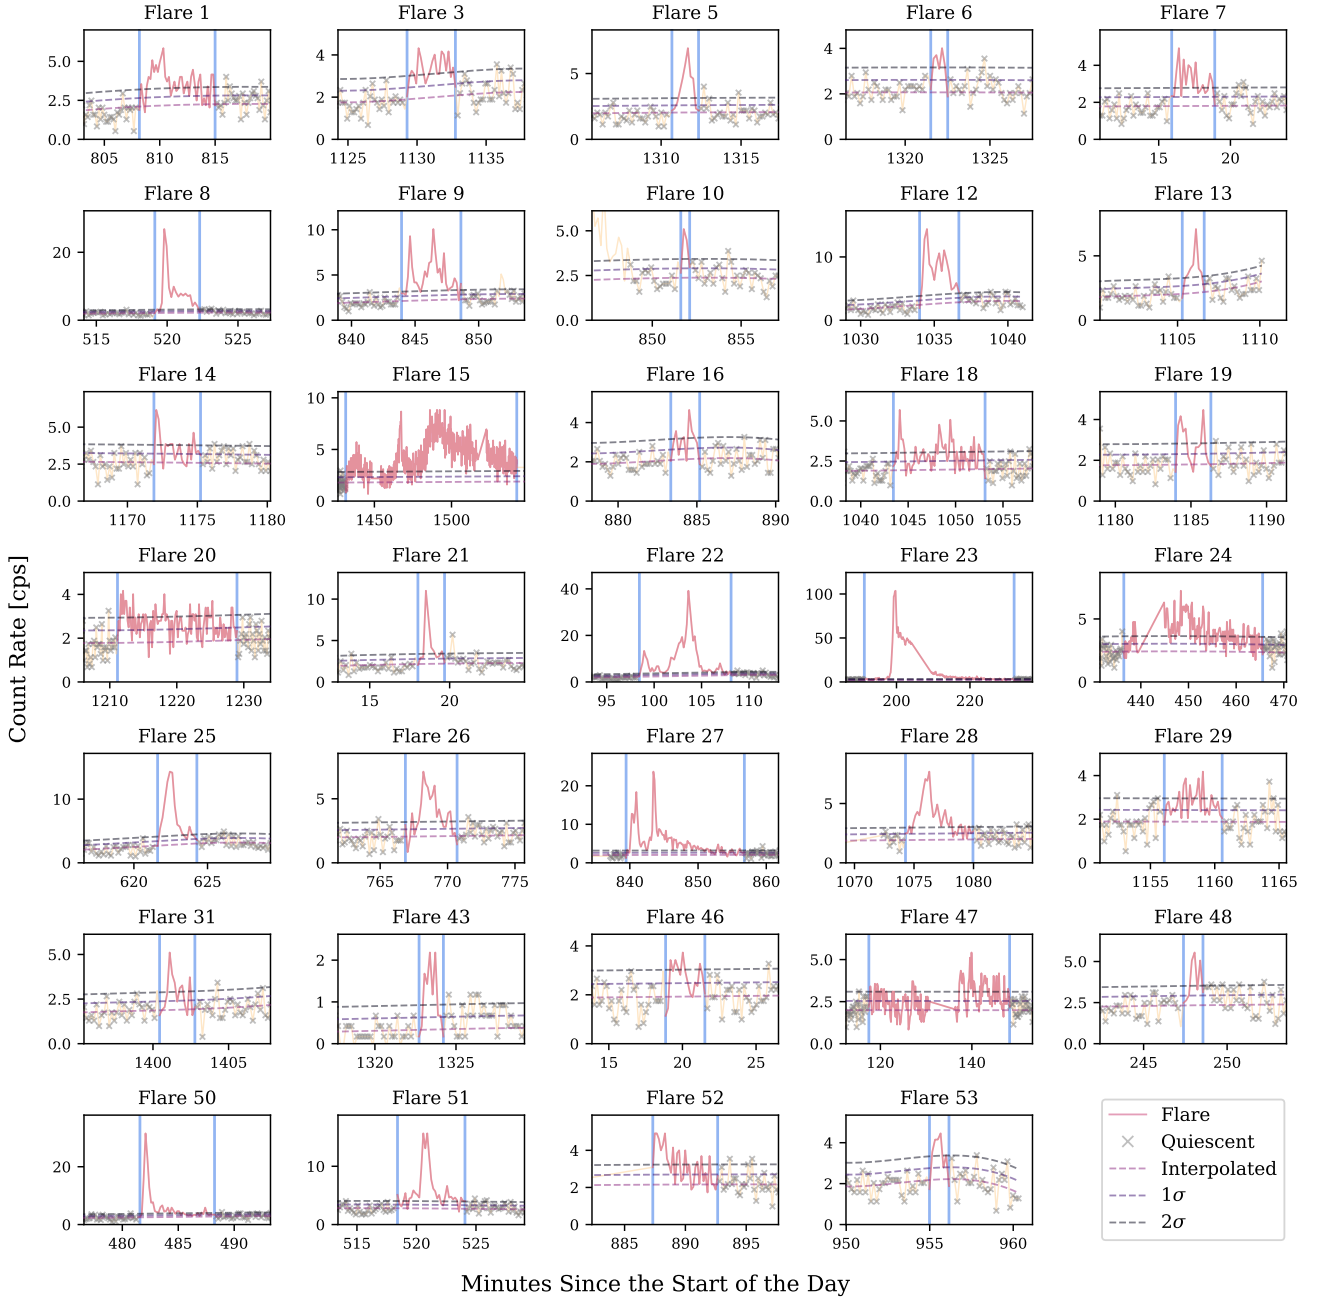 Flare 1 Flare 3 Flare 5 Flare 6 Flare 7
5.0 4 5 4 4
2.5 2 2 2
0.0 0 0 0 0
805 810 815 1125 1130 1135 1310 1315 1320 1325 15 20
Flare 8 Flare 9 Flare 10 Flare 12 Flare 13
20 10 5.0 10 5
5 2.5
0 0 0.0 0 0
515 520 525 840 845 850 850 855 1030 1035 1040 1105 1110
Flare 14 Flare 15 Flare 16 Flare 18 Flare 19
5.0 10 4 5.0 4
2.5 5 2 2.5 2
0.0 0 0 0.0 0
1170 1175 1180 1450 1500 880 885 890 1040 1045 1050 1055 1180 1185 1190
Flare 20 Flare 21 Flare 22 Flare 23 Flare 24
4 10 40 100 5
2 5 20 50
0 0 0 0 0
1210 1220 1230 15 20 95 100 105 110 200 220 440 450 460 470
Flare 25 Flare 26 Flare 27 Flare 28 Flare 29
10 5 20 5 4
10 2
0 0 0 0 0
620 625 765 770 775 840 850 860 1070 1075 1080 1155 1160 1165
Flare 31 Flare 43 Flare 46 Flare 47 Flare 48
5.0 2 4 5.0 5.0
2.5 1 2 2.5 2.5
0.0 0 0 0.0 0.0
1400 1405 1320 1325 15 20 25 120 140 245 250
Flare 50 Flare 51 Flare 52 Flare 53
20 10 4 4
2 2
0 0 0 0
480 485 490 515 520 525 885 890 895 950 955 960
Flare
Quiescent
Interpolated
1σ
2σ
Count Rate [cps]
Minutes Since the Start of the Day